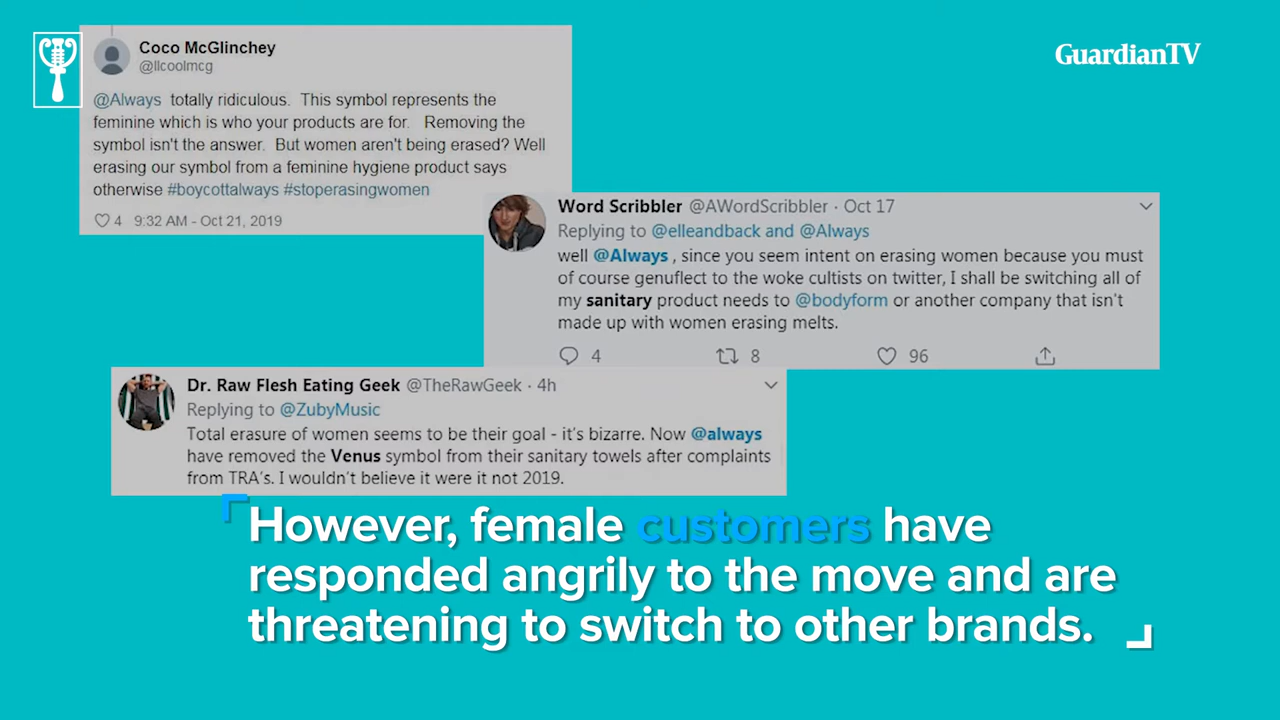 GuardianTV
Coco McGlinchey
@llcoolmcg
@Always totally ridiculous. This symbol represents the
feminine which is who your products are for. Removing the
symbol isn't the answer. But women aren't being erased? Well
erasing our symbol from a feminine hygiene product says
otherwise #boycottalways #stoperasingwomen
4 9:32 AM - Oct 21, 2019
Word Scribbler @AWordScribbler · Oct 17
Replying to @elleandback and @Always
well @Always , since you seem intent on erasing women because you must
of course genuflect to the woke cultists on twitter, I shall be switching all of
my sanitary product needs to @bodyform or another company that isn't
made up with women erasing melts.
4 8 96
Dr. Raw Flesh Eating Geek @TheRawGeek · 4h
Replying to @ZubyMusic
Total erasure of women seems to be their goal - it's bizarre. Now @always
have removed the Venus symbol from their sanitary towels after complaints
from TRA's. I wouldn't believe it were it not 2019.
However, female customers have
responded angrily to the move and are
threatening to switch to other brands.